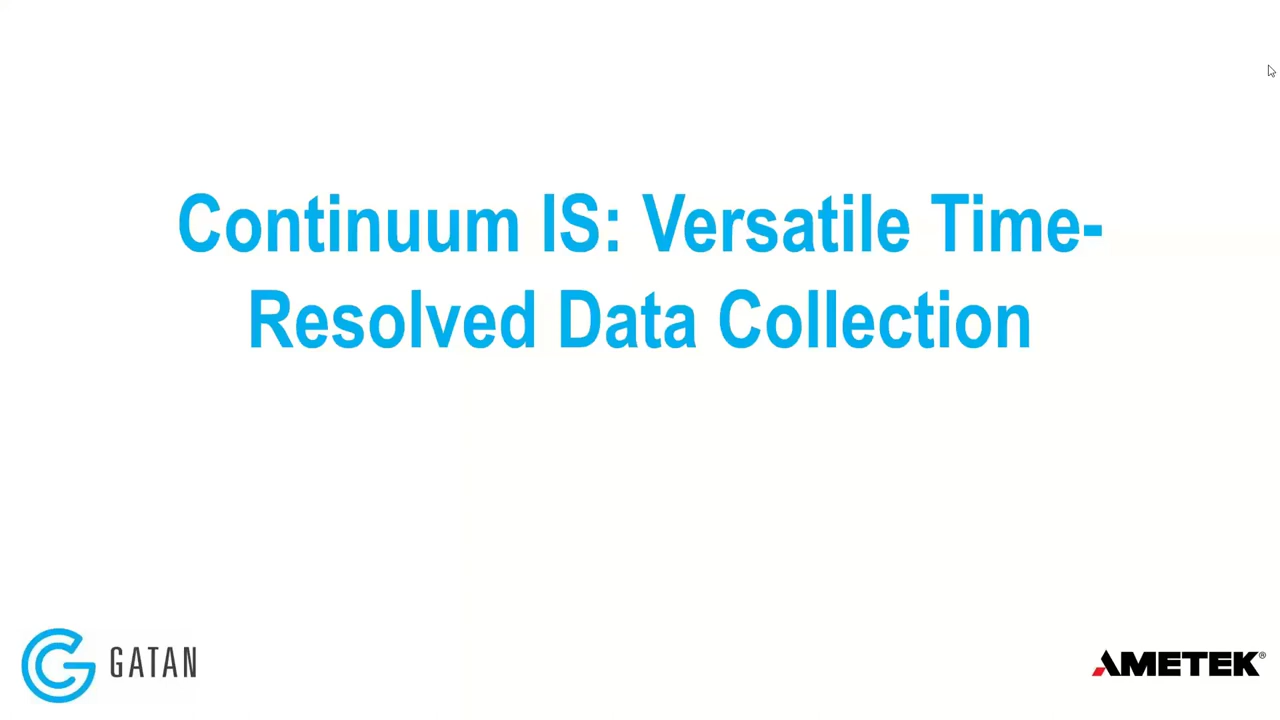 Continuum IS: Versatile Time-
Resolved Data Collection
GATAN
AMETEK®